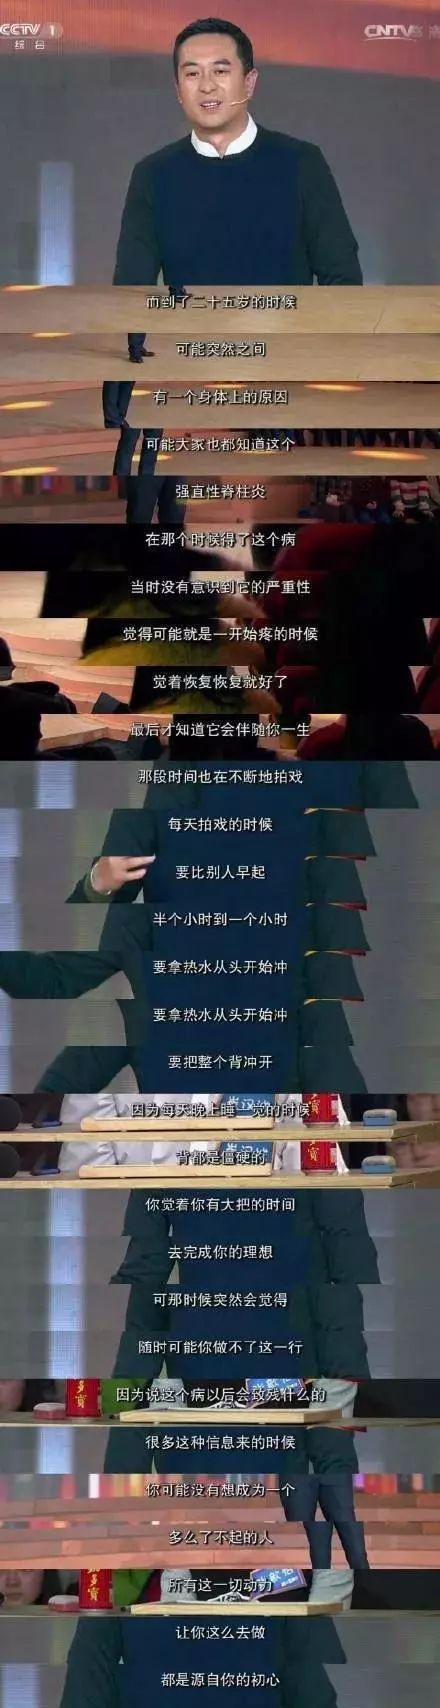 CCTV 1
综合
CNTV
而到了二十五岁的时候
可能突然之间
有一个身体上的原因
可能大家也都知道这个
强直性脊柱炎
在那个时候得了这个病
当时没有意识到它的严重性
觉得可能就是一开始疼的时候
觉着恢复恢复就好了
最后才知道它会伴随你一生
那段时间也在不断地拍戏
每天拍戏的时候
要比别人早起
半个小时到一个小时
要拿热水从头开始冲
要拿热水从头开始冲
要把整个背冲开
因为每天晚上睡一觉的时候
背都是僵硬的
你觉着你有大把的时间
去完成你的理想
可那时候突然会觉得
随时可能你做不了这一行
因为说这个病以后会致残什么的
很多这种信息来的时候
你可能没有想成为一个
多么了不起的人
所有这一切动力
让你这么去做
都是源自你的初心